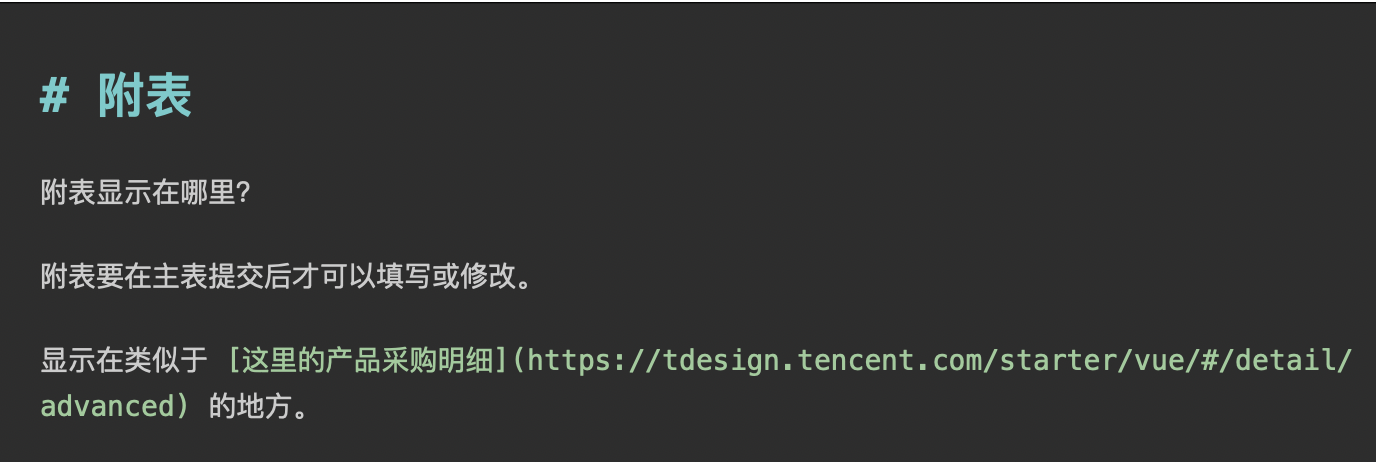 # 附表
附表显示在哪里?
附表要在主表提交后才可以填写或修改。
显示在类似于 [这里的产品采购明细](https://tdesign.tencent.com/starter/vue/#/detail/
advanced) 的地方。